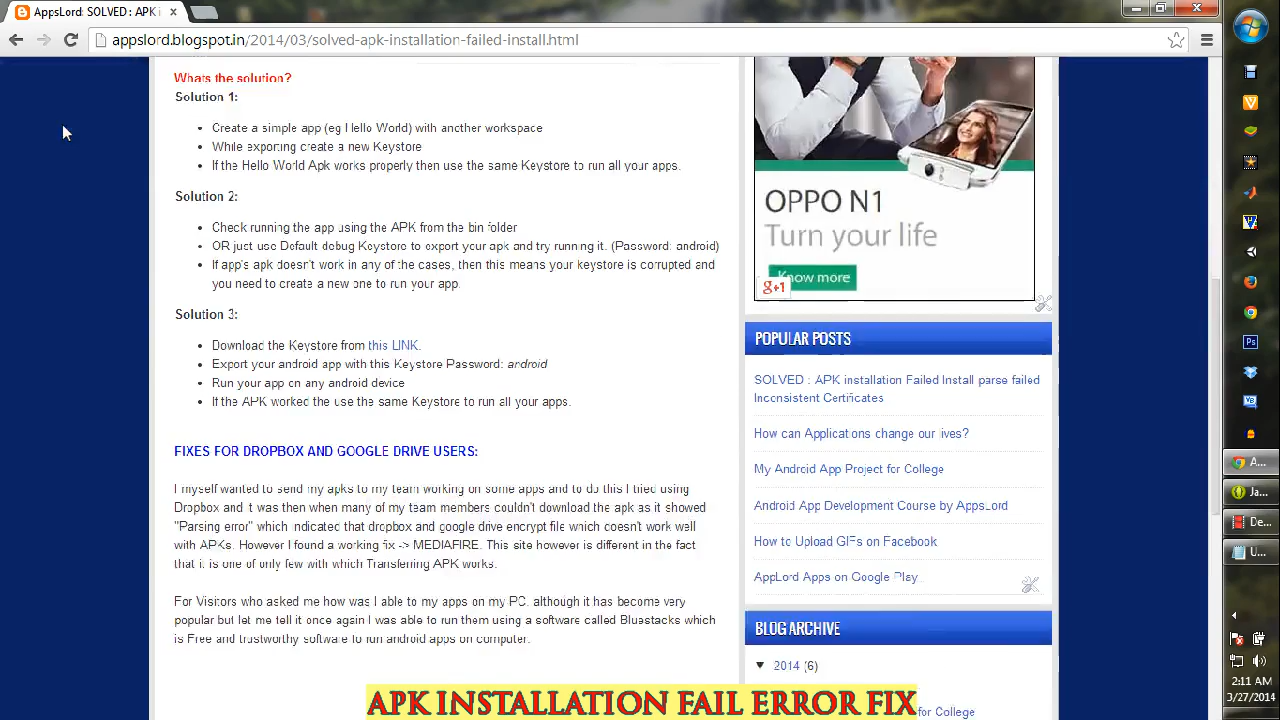 AppsLord: SOLVED : APK i
appslord.blogspot.in/2014/03/solved-apk-installation-failed-install.html
Whats the solution?
Solution 1:
Create a simple app (eg Hello World) with another workspace
While exporting create a new Keystore
If the Hello World Apk works properly then use the same Keystore to run all your apps.
Solution 2:
Check running the app using the APK from the bin folder
OR just use Default debug Keystore to export your apk and try running it. (Password: android)
If app's apk doesn't work in any of the cases, then this means your keystore is corrupted and
you need to create a new one to run your app.
Solution 3:
Download the Keystore from this LINK.
Export your android app with this Keystore Password: android
Run your app on any android device
If the APK worked the use the same Keystore to run all your apps.
FIXES FOR DROPBOX AND GOOGLE DRIVE USERS:
I myself wanted to send my apks to my team working on some apps and to do this I tried using
Dropbox and it was then when many of my team members couldn't download the apk as it showed
"Parsing error" which indicated that dropbox and google drive encrypt file which doesn't work well
with APKs. However I found a working fix -> MEDIAFIRE. This site however is different in the fact
that it is one of only few with which Transferring APK works.
For Visitors who asked me how was I able to my apps on my PC, although it has become very
popular but let me tell it once again I was able to run them using a software called Bluestacks which
is Free and trustworthy software to run android apps on computer.
OPPO N1
Turn your life
Know more
g+1
POPULAR POSTS
SOLVED : APK installation Failed Install parse failed
Inconsistent Certificates
How can Applications change our lives?
My Android App Project for College
Android App Development Course by AppsLord
How to Upload GIFs on Facebook
AppLord Apps on Google Play
BLOG ARCHIVE
2014 (6)
for College
APK INSTALLATION FAIL ERROR FIX
Ps
A...
Ja...
De...
U...
2:11 AM
3/27/2014